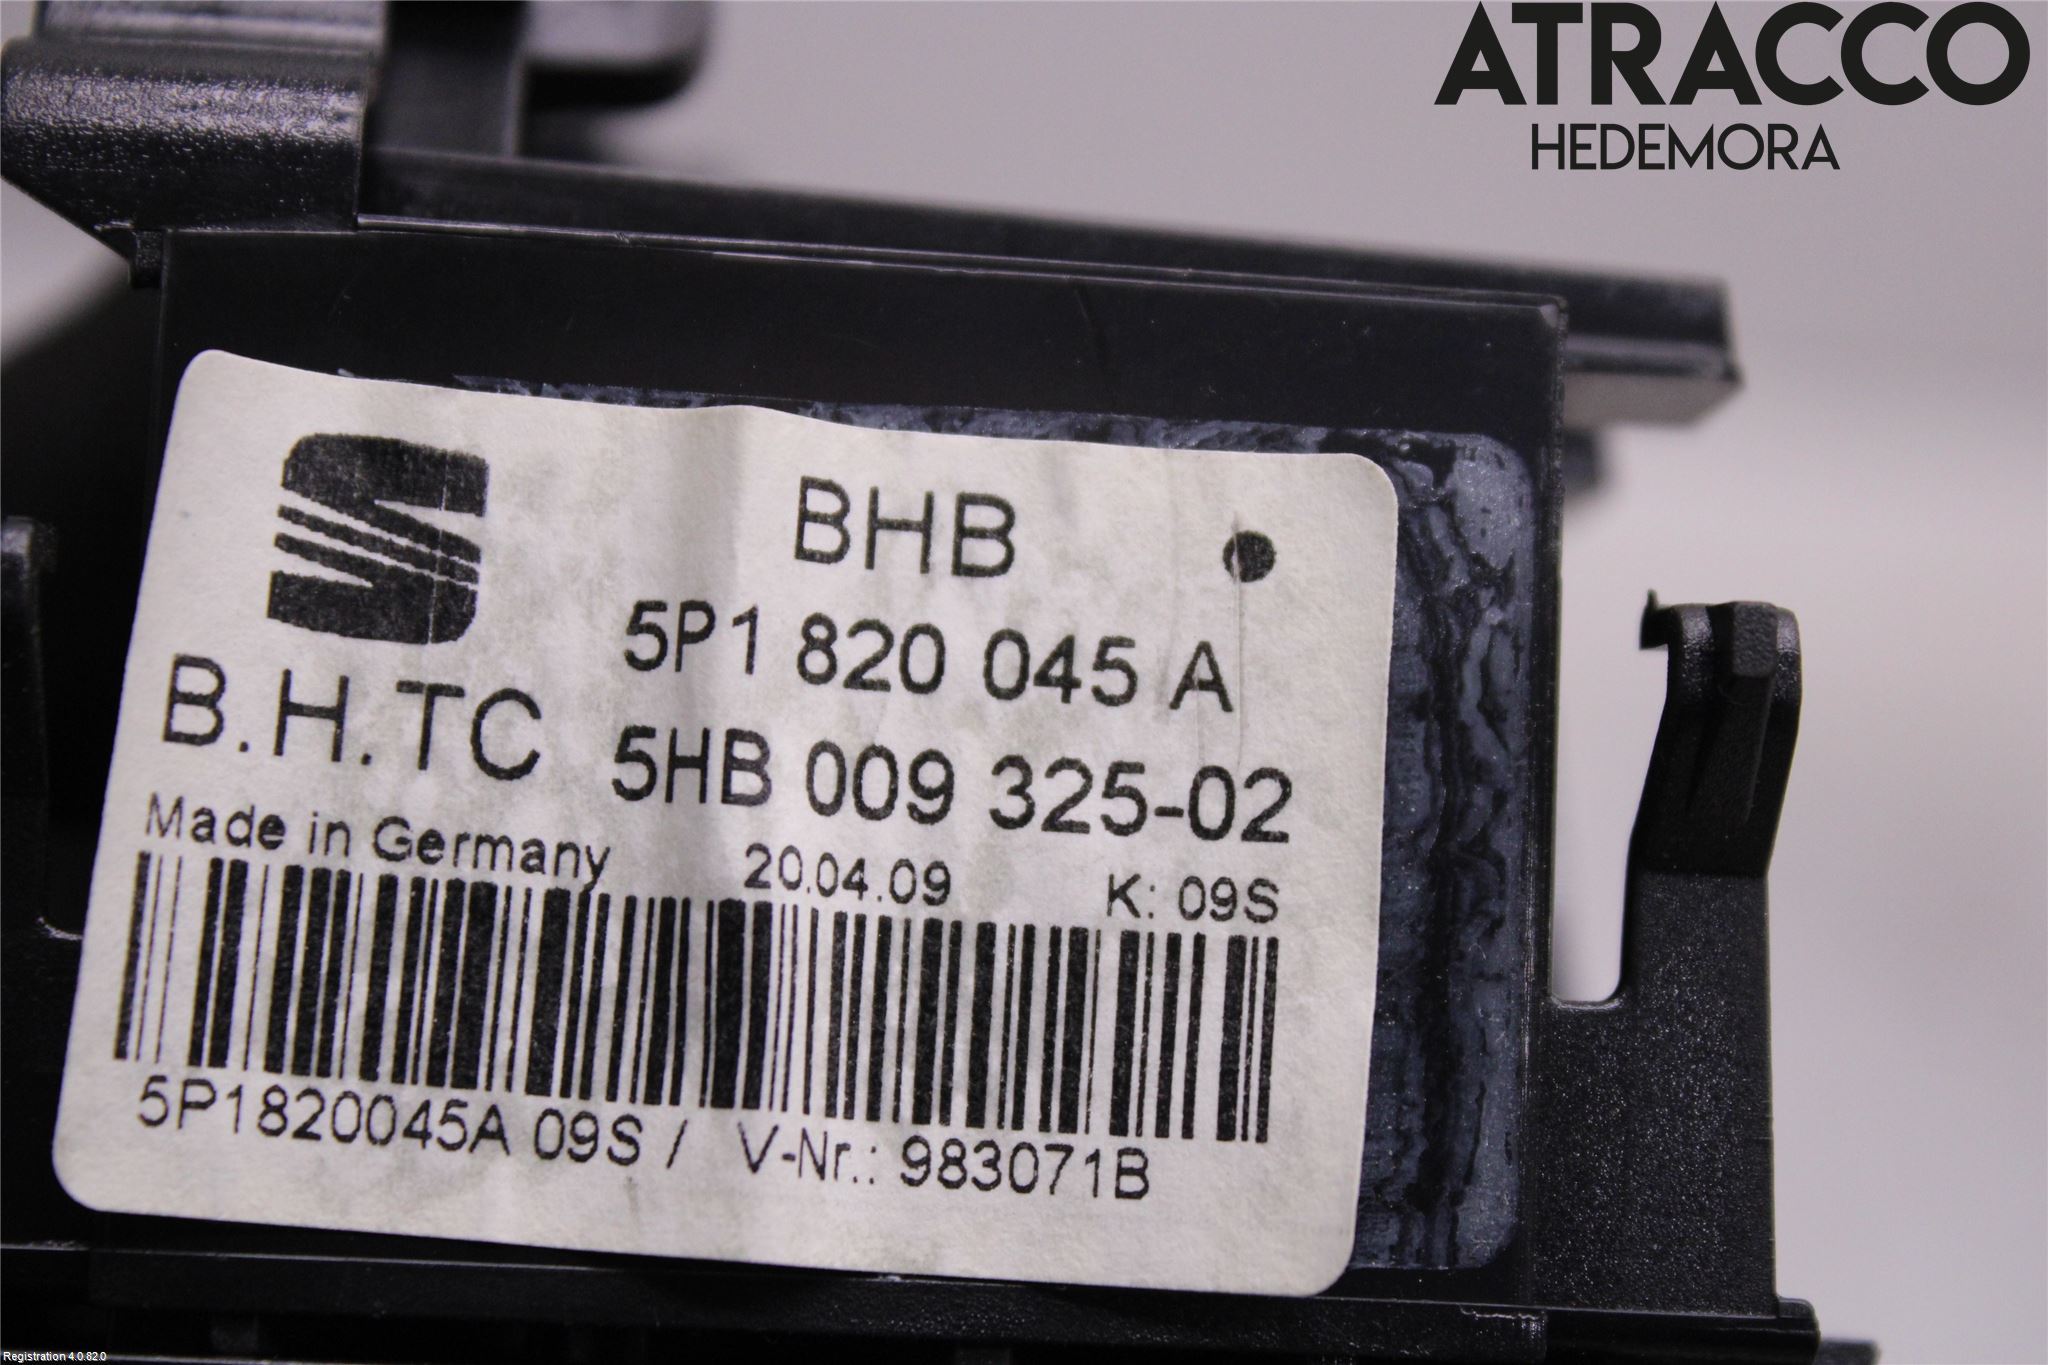 ATRACCO
HEDEMORA
BHB
5P1 820 045 A
B.H.TC 5HB 009 325-02
Made in Germany 20.04.09 K: 09S
5P1820045A 09S / V-Nr.: 983071B
Registration 4.0.82.0